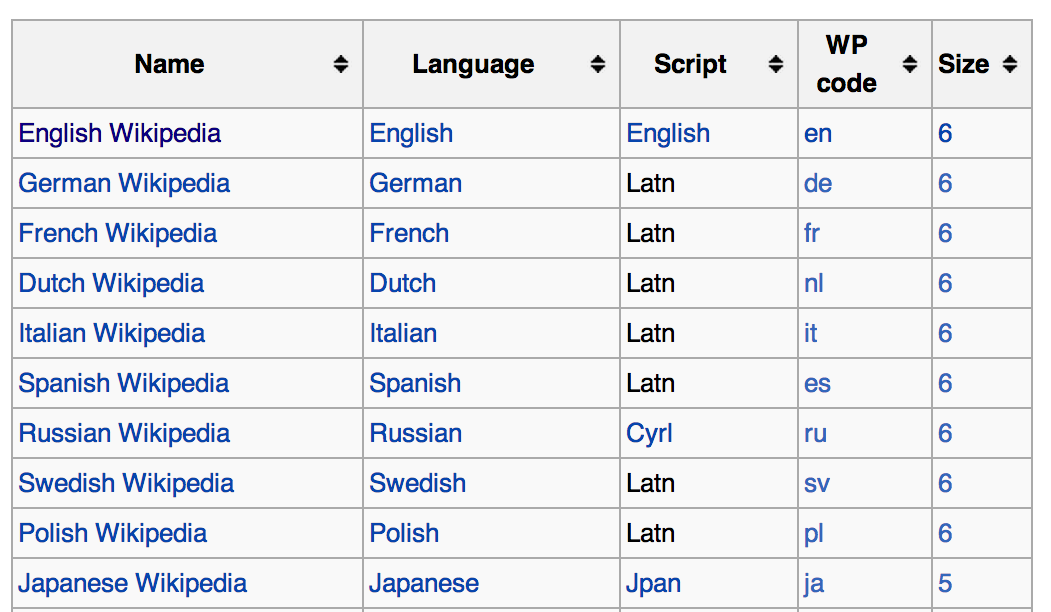 Name Language Script WP code Size
English Wikipedia English English en 6
German Wikipedia German Latn de 6
French Wikipedia French Latn fr 6
Dutch Wikipedia Dutch Latn nl 6
Italian Wikipedia Italian Latn it 6
Spanish Wikipedia Spanish Latn es 6
Russian Wikipedia Russian Cyrl ru 6
Swedish Wikipedia Swedish Latn sv 6
Polish Wikipedia Polish Latn pl 6
Japanese Wikipedia Japanese Jpan ja 5